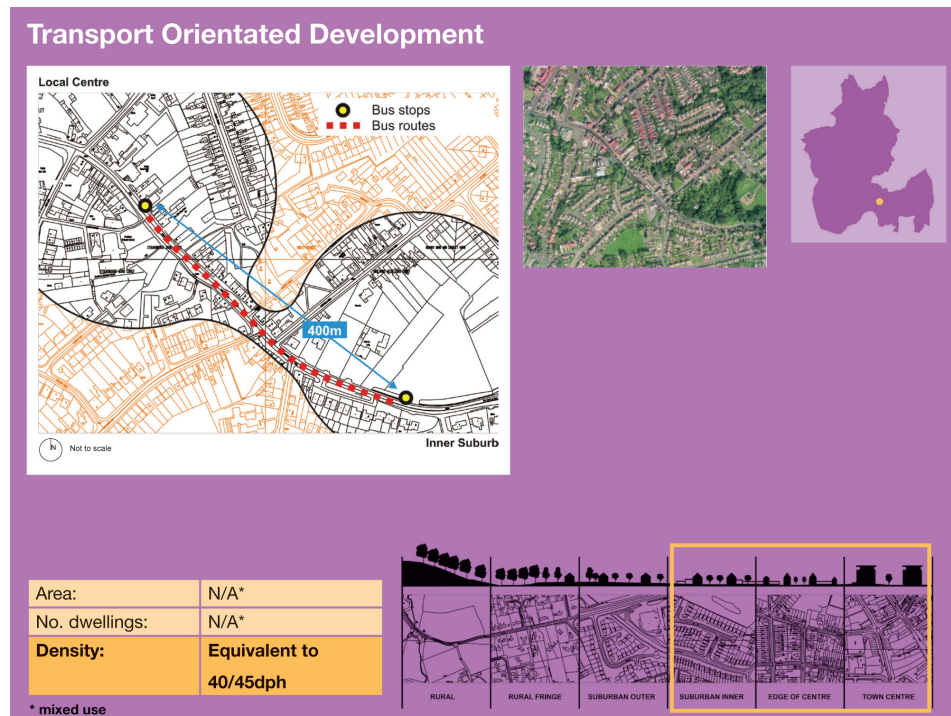 Transport Orientated Development
Local Centre
Bus stops
Bus routes
400m
Inner Suburb
N
Not to scale
Area: N/A*
No. dwellings: N/A*
Density: Equivalent to
40/45dph
* mixed use
RURAL
RURAL FRINGE
SUBURBAN OUTER
SUBURBAN INNER
EDGE OF CENTRE
TOWN CENTRE